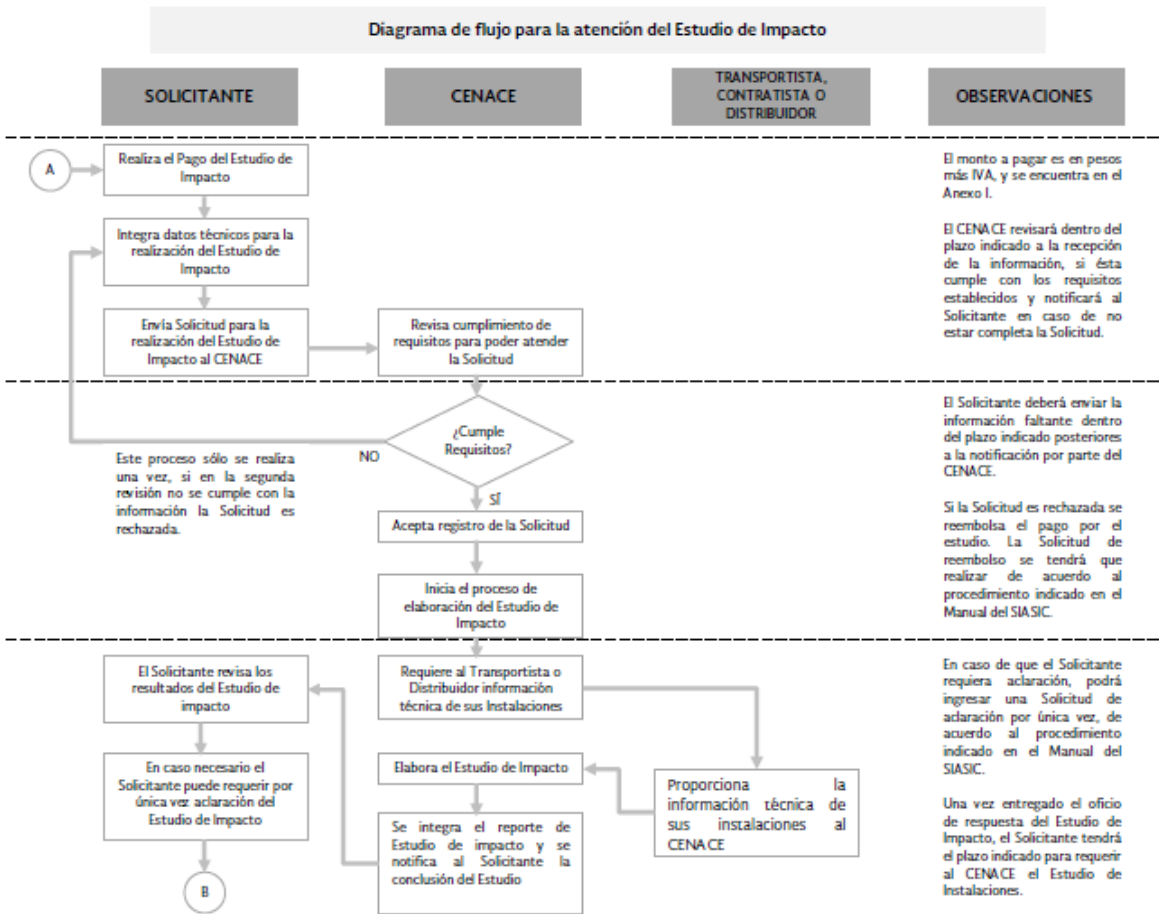 Diagrama de flujo para la atención del Estudio de Impacto
SOLICITANTE
CENACE
TRANSPORTISTA,
CONTRATISTA O
DISTRIBUIDOR
OBSERVACIONES
A
Realiza el Pago del Estudio de
Impacto
Integra datos técnicos para la
realización del Estudio de
Impacto
Envía Solicitud para la
realización del Estudio de
Impacto al CENACE
Revisa cumplimiento de
requisitos para poder atender
la Solicitud
El monto a pagar es en pesos
más IVA, y se encuentra en el
Anexo I.
El CENACE revisará dentro del
plazo indicado a la recepción
de la información, si ésta
cumple con los requisitos
establecidos y notificará al
Solicitante en caso de no
estar completa la Solicitud.
¿Cumple
Requisitos?
NO
SÍ
Este proceso sólo se realiza
una vez, si en la segunda
revisión no se cumple con la
información la Solicitud es
rechazada.
Acepta registro de la Solicitud
Inicia el proceso de
elaboración del Estudio de
Impacto
El Solicitante deberá enviar la
información faltante dentro
del plazo indicado posteriores
a la notificación por parte del
CENACE.
Si la Solicitud es rechazada se
reembolsa el pago por el
estudio. La Solicitud de
reembolso se tendrá que
realizar de acuerdo al
procedimiento indicado en el
Manual del SIASIC.
El Solicitante revisa los
resultados del Estudio de
impacto
En caso necesario el
Solicitante puede requerir por
única vez aclaración del
Estudio de Impacto
B
Requiere al Transportista o
Distribuidor información
técnica de sus Instalaciones
Elabora el Estudio de Impacto
Se integra el reporte de
Estudio de impacto y se
notifica al Solicitante la
conclusión del Estudio
Proporciona la
información técnica de
sus instalaciones al
CENACE
En caso de que el Solicitante
requiera aclaración, podrá
ingresar una Solicitud de
aclaración por única vez, de
acuerdo al procedimiento
indicado en el Manual del
SIASIC.
Una vez entregado el oficio
de respuesta del Estudio de
Impacto, el Solicitante tendrá
el plazo indicado para requerir
al CENACE el Estudio de
Instalaciones.